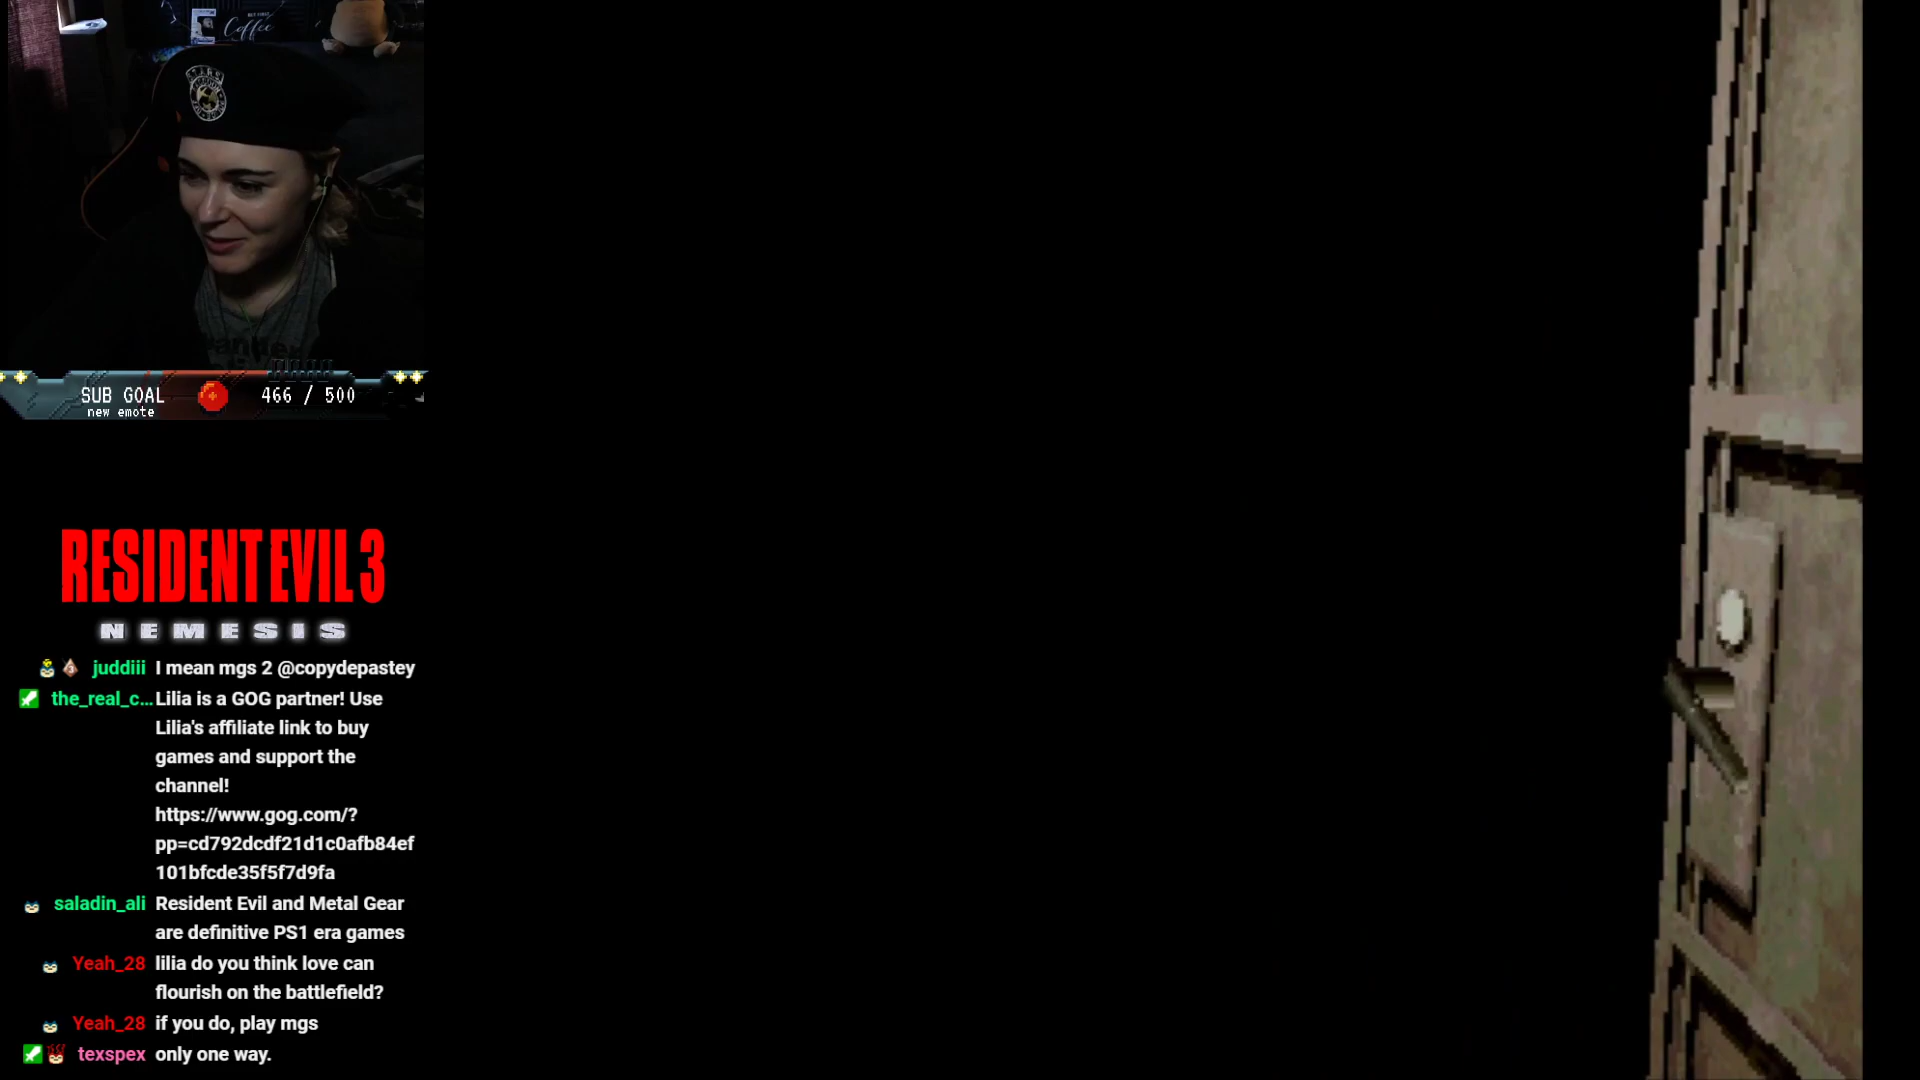 BUT FIRST
Coffee
S.T.A.R.S.
SUB GOAL
466 / 500
new emote
RESIDENT EVIL 3
NEMESIS
juddiii I mean mgs 2 @copydepastey
the_real_c... Lilia is a GOG partner! Use
Lilia's affiliate link to buy
games and support the
channel!
https://www.gog.com/?
pp=cd792dcdf21d1c0afb84ef
101bfcde35f5f7d9fa
saladin_ali Resident Evil and Metal Gear
are definitive PS1 era games
Yeah_28 lilia do you think love can
flourish on the battlefield?
Yeah_28 if you do, play mgs
texspex only one way.